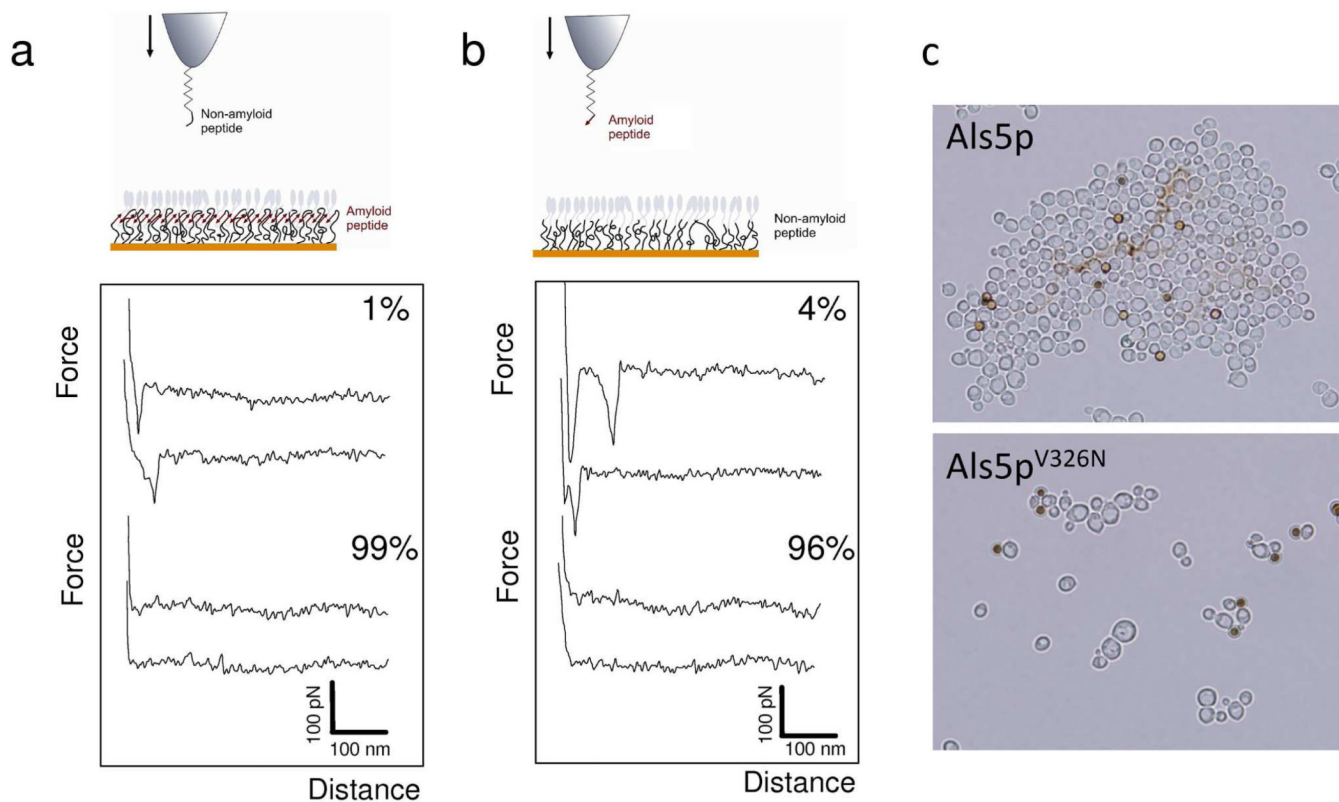 a
Non-amyloid
peptide
Amyloid
peptide
1%
Force
99%
Force
100 pN
100 nm
Distance
b
Amyloid
peptide
Non-amyloid
peptide
4%
Force
96%
Force
100 pN
100 nm
Distance
c
Als5p
Als5pV326N